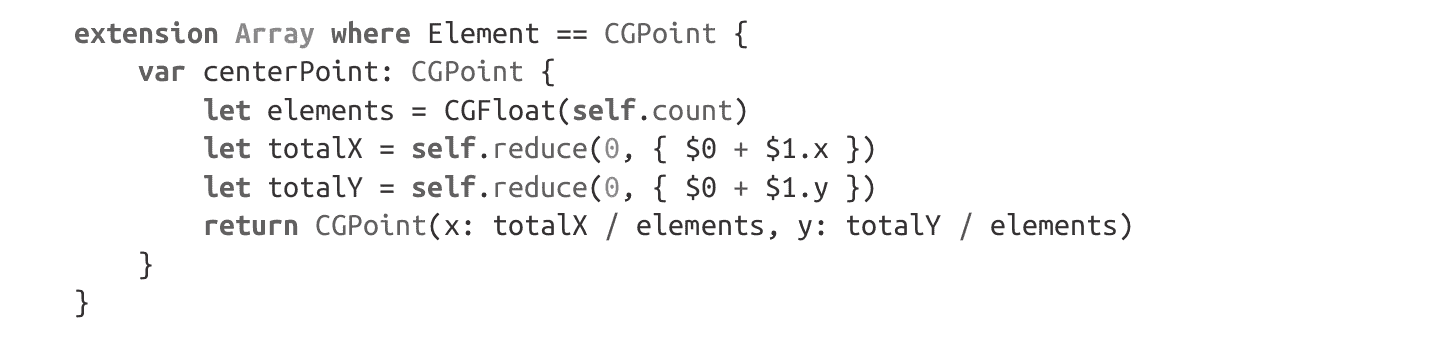 extension Array where Element == CGPoint {
    var centerPoint: CGPoint {
        let elements = CGFloat(self.count)
        let totalX = self.reduce(0, { $0 + $1.x })
        let totalY = self.reduce(0, { $0 + $1.y })
        return CGPoint(x: totalX / elements, y: totalY / elements)
    }
}